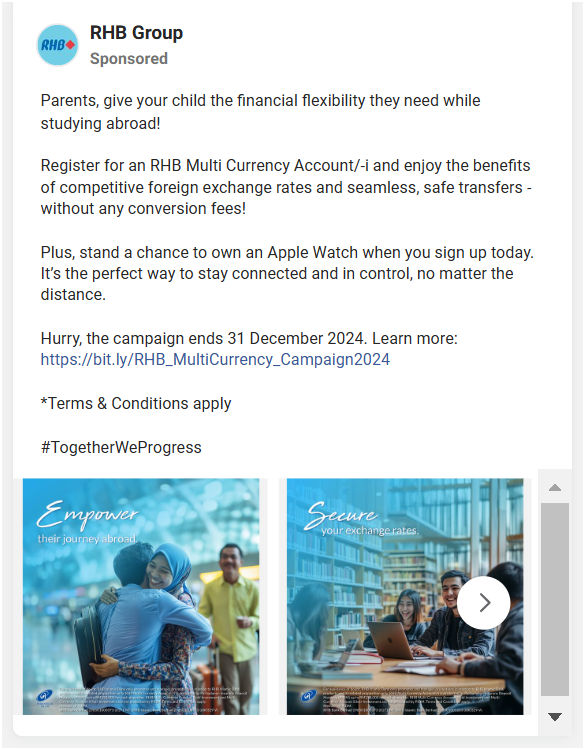 RHB Group
RHB
Sponsored
Parents, give your child the financial flexibility they need while
studying abroad!
Register for an RHB Multi Currency Account/-i and enjoy the benefits
of competitive foreign exchange rates and seamless, safe transfers -
without any conversion fees!
Plus, stand a chance to own an Apple Watch when you sign up today.
It's the perfect way to stay connected and in control, no matter the
distance.
Hurry, the campaign ends 31 December 2024. Learn more:
https://bit.ly/RHB_MultiCurrency_Campaign2024
*Terms & Conditions apply
#TogetherWeProgress
Empower
their journey abroad.
Secure
your exchange rates.